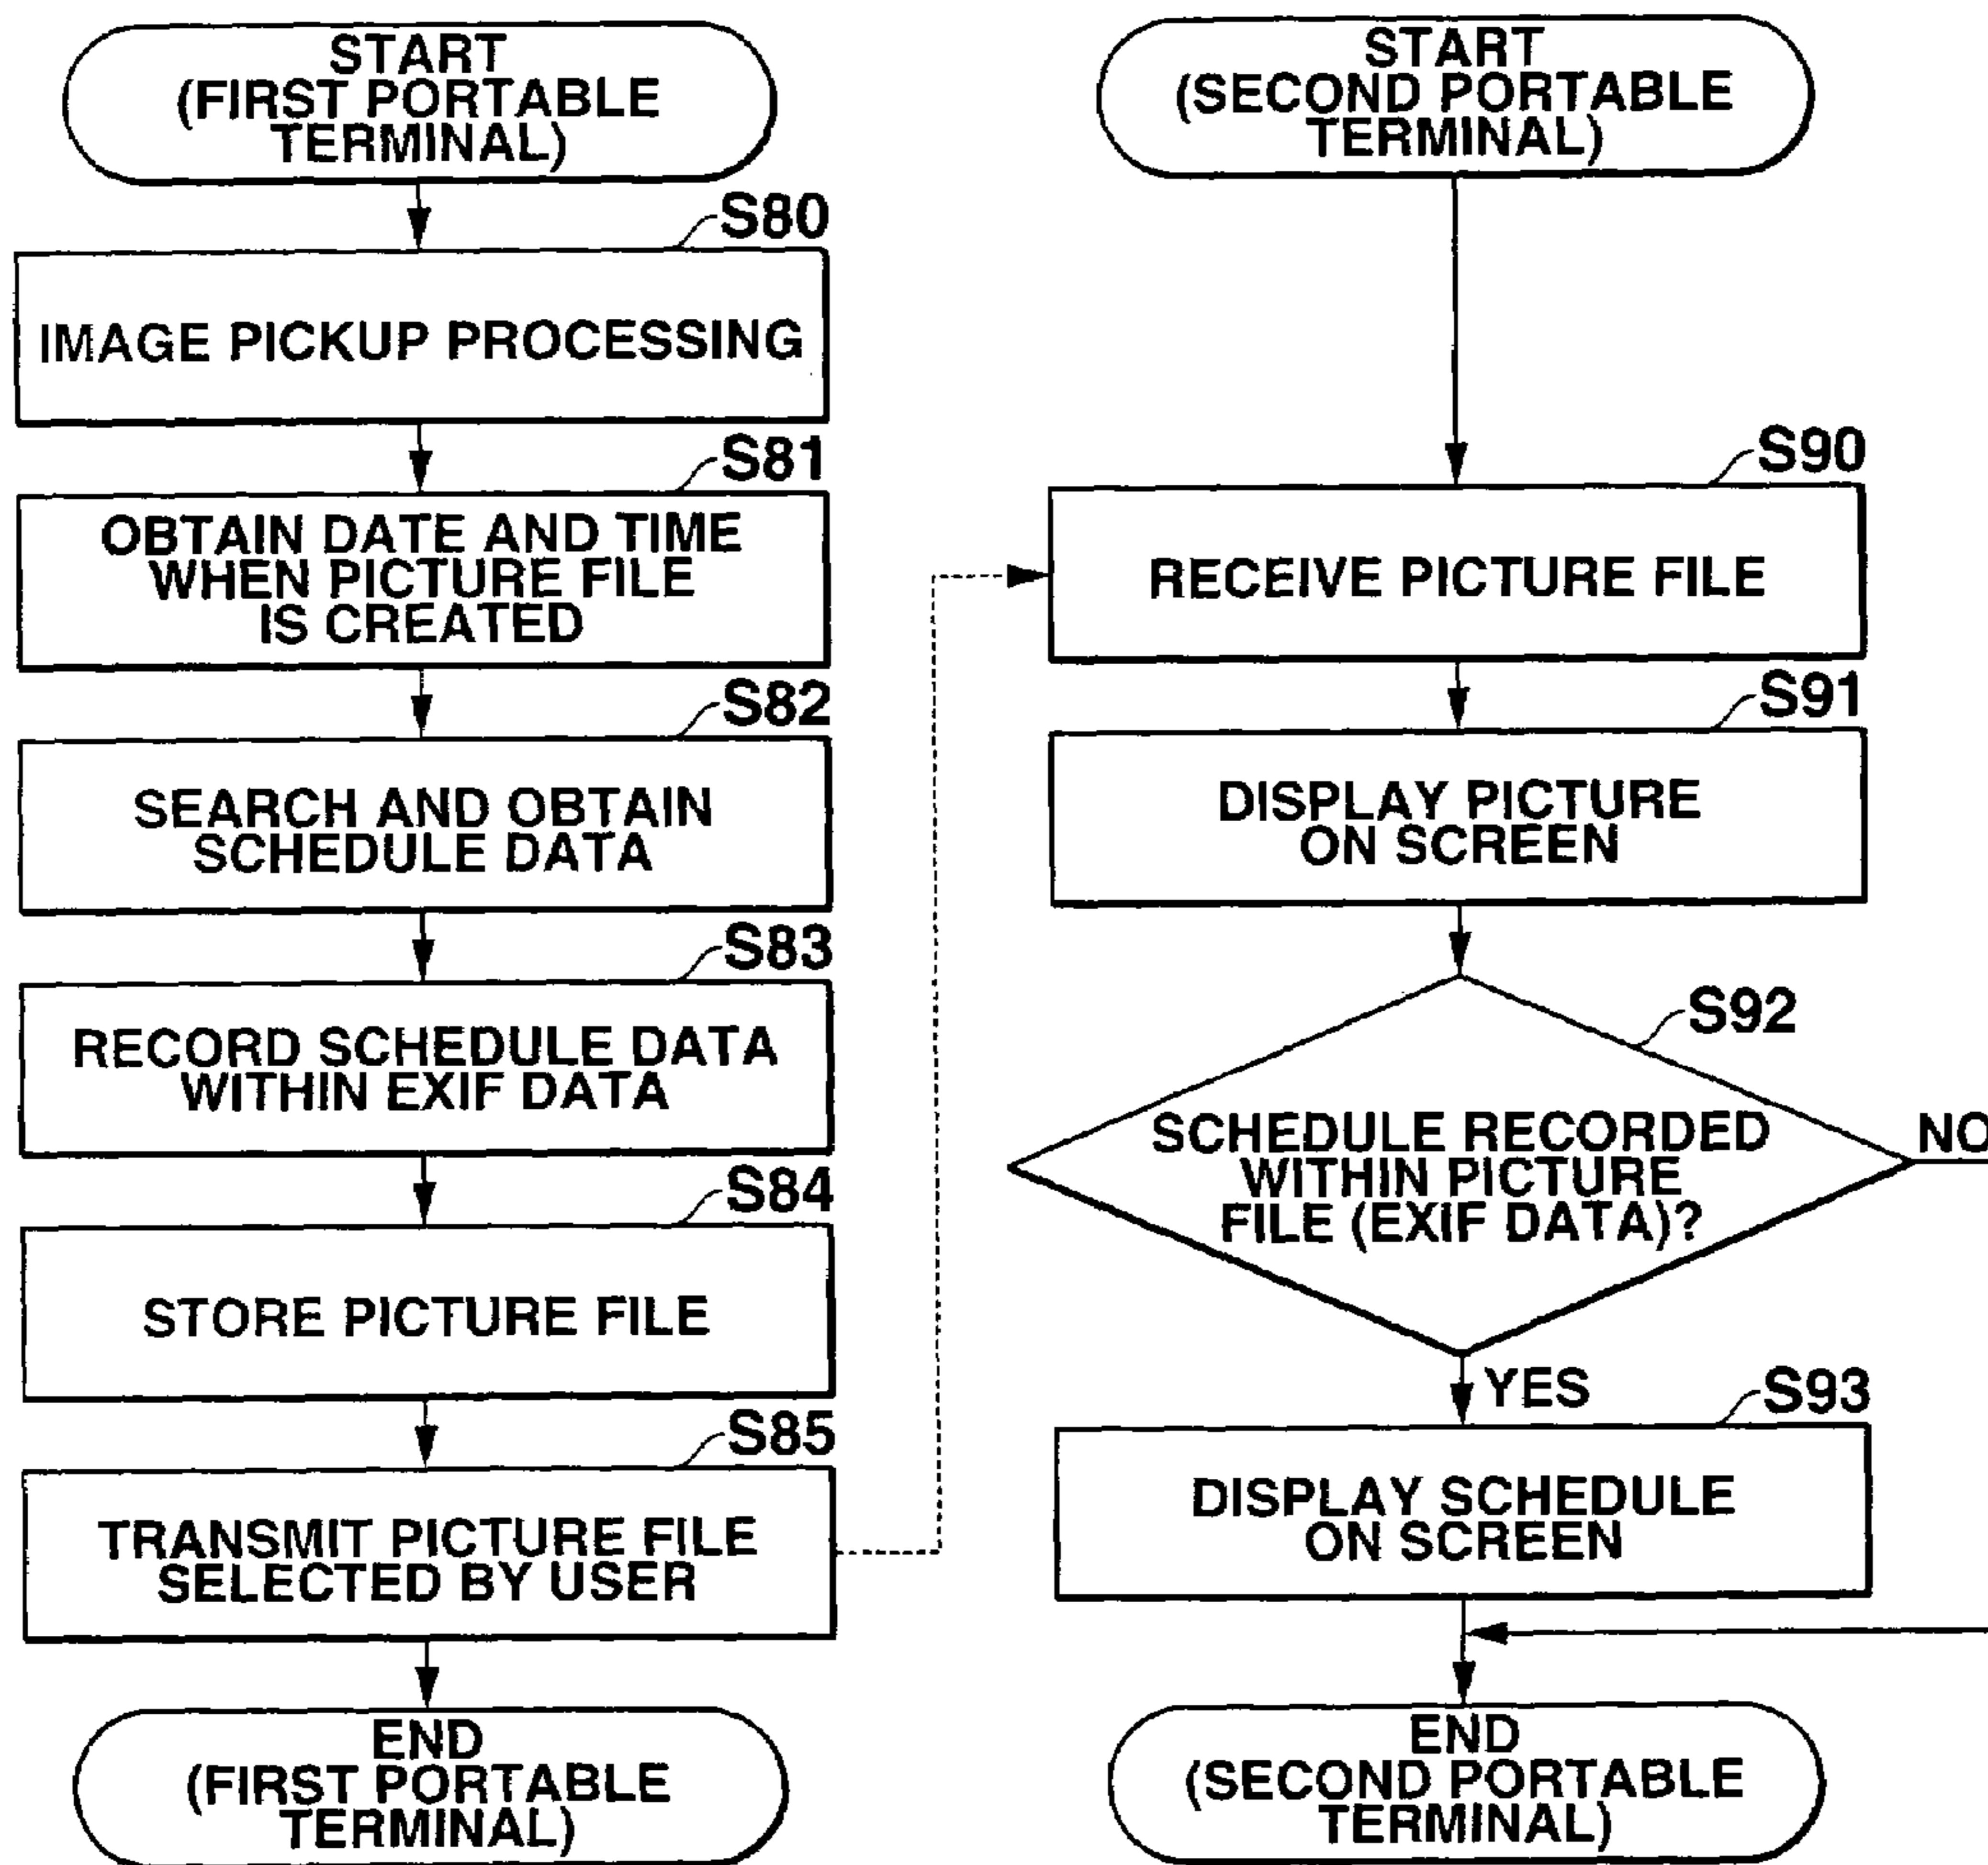 START
(FIRST PORTABLE
TERMINAL)
S80
IMAGE PICKUP PROCESSING
S81
OBTAIN DATE AND TIME
WHEN PICTURE FILE
IS CREATED
S82
SEARCH AND OBTAIN
SCHEDULE DATA
S83
RECORD SCHEDULE DATA
WITHIN EXIF DATA
S84
STORE PICTURE FILE
S85
TRANSMIT PICTURE FILE
SELECTED BY USER
END
(FIRST PORTABLE
TERMINAL)
START
(SECOND PORTABLE
TERMINAL)
S90
RECEIVE PICTURE FILE
S91
DISPLAY PICTURE
ON SCREEN
S92
SCHEDULE RECORDED
WITHIN PICTURE
FILE (EXIF DATA)?
NO
YES
S93
DISPLAY SCHEDULE
ON SCREEN
END
(SECOND PORTABLE
TERMINAL)